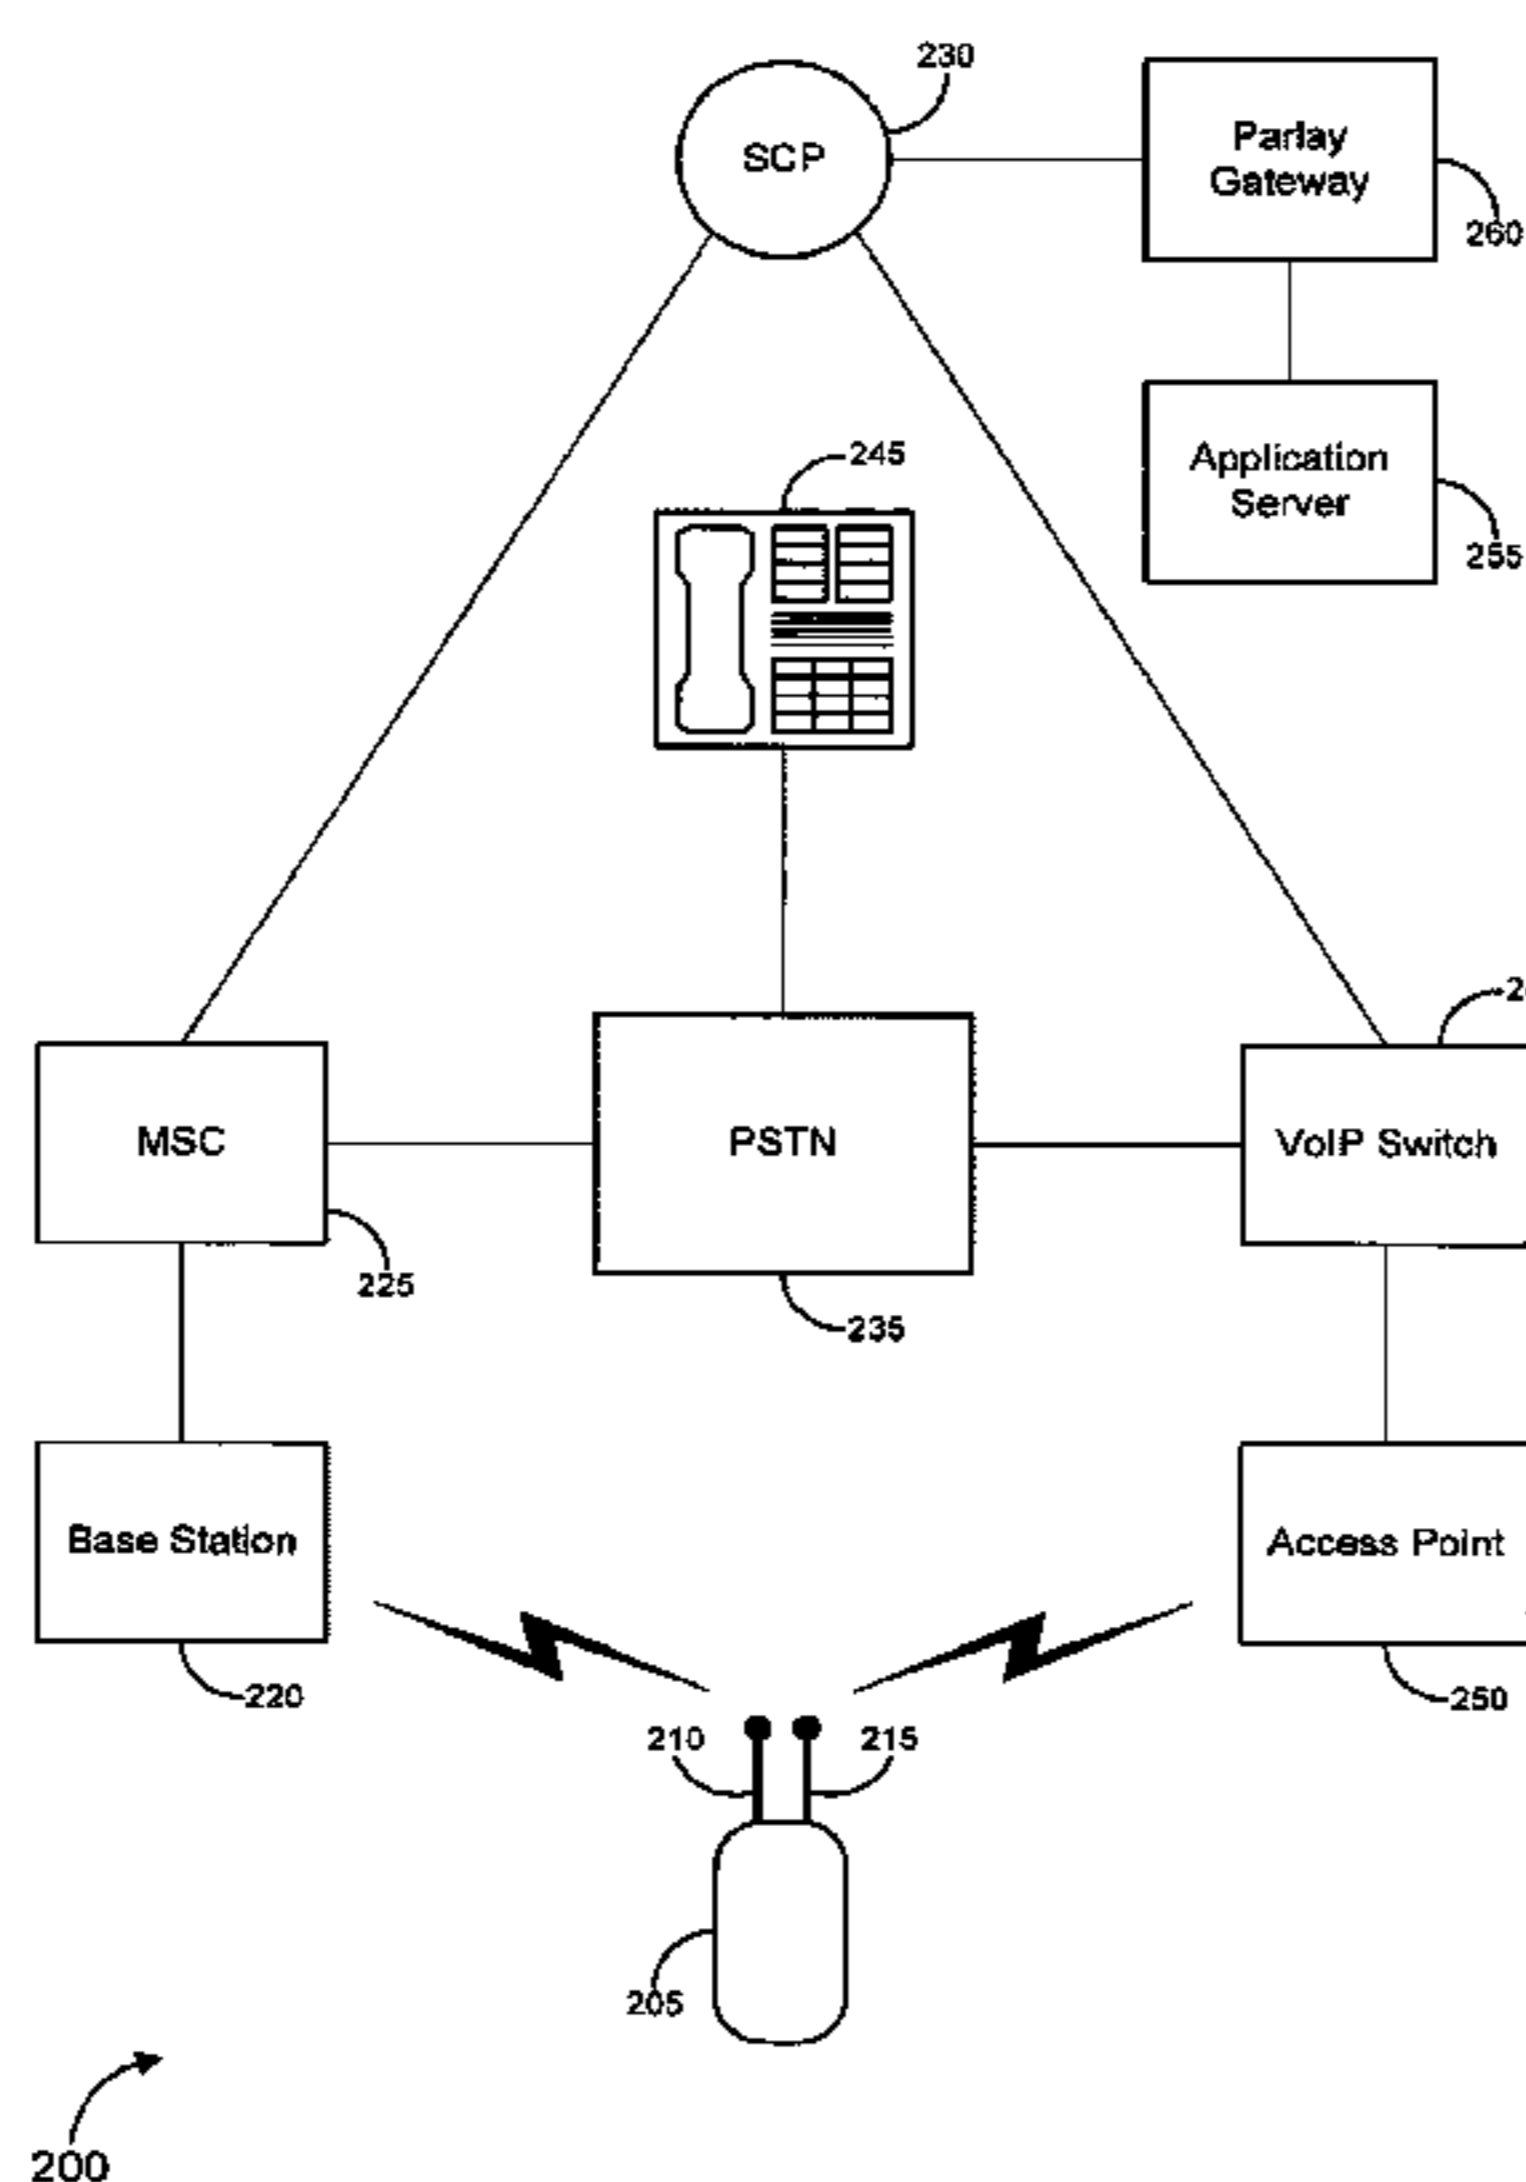 230
SCP
Parlay
Gateway
260
Application
Server
255
245
MSC
225
PSTN
235
VoIP Switch
Base Station
220
Access Point
250
210
215
205
200